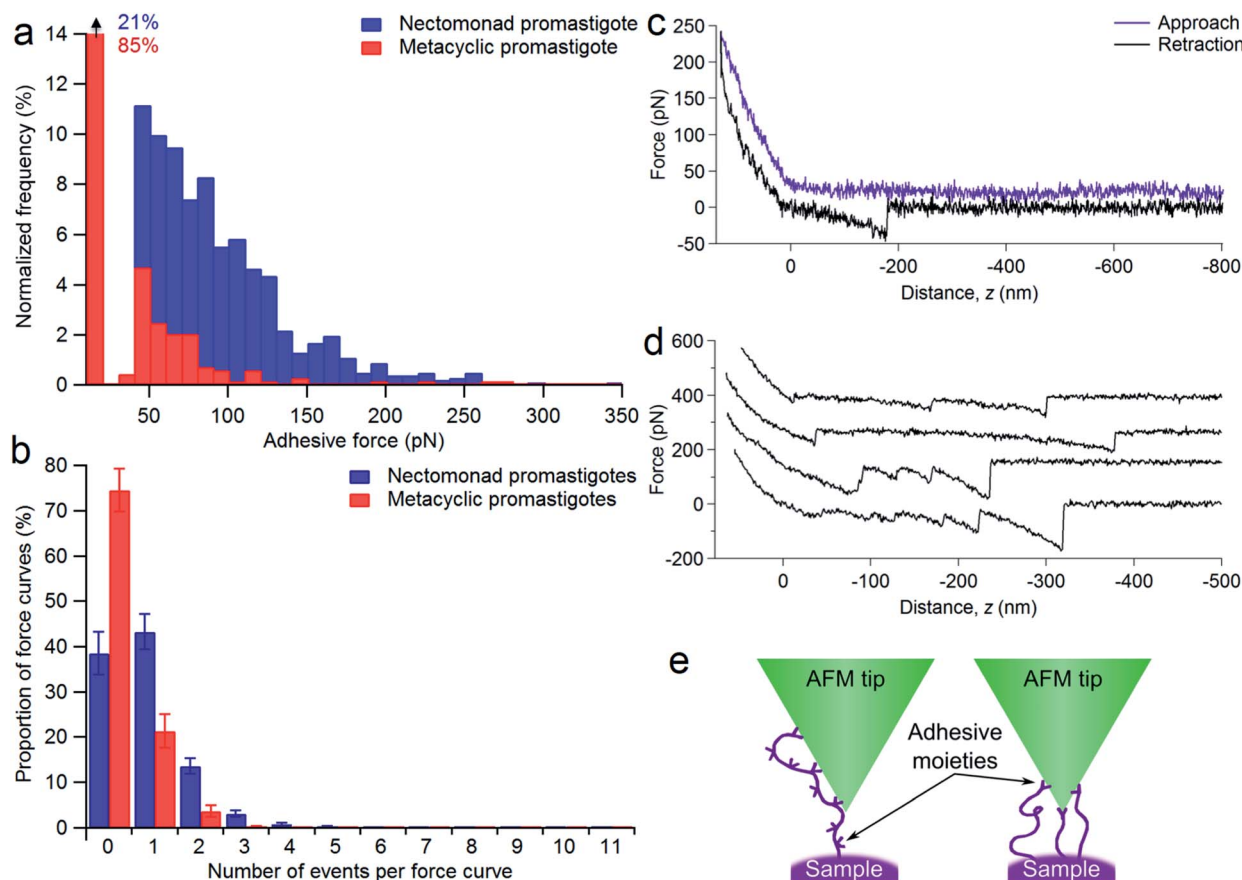 a
21%
85%
Nectomonad promastigote
Metacyclic promastigote
Normalized frequency (%)
14
12
10
8
6
4
2
0
50
100
150
200
250
300
350
Adhesive force (pN)
b
Nectomonad promastigotes
Metacyclic promastigotes
Proportion of force curves (%)
80
70
60
50
40
30
20
10
0
0
1
2
3
4
5
6
7
8
9
10
11
Number of events per force curve
c
Approach
Retraction
Force (pN)
250
200
150
100
50
0
-50
0
-200
-400
-600
-800
Distance, z (nm)
d
Force (pN)
600
400
200
0
-200
0
-100
-200
-300
-400
-500
Distance, z (nm)
e
AFM tip
AFM tip
Adhesive
moieties
Sample
Sample